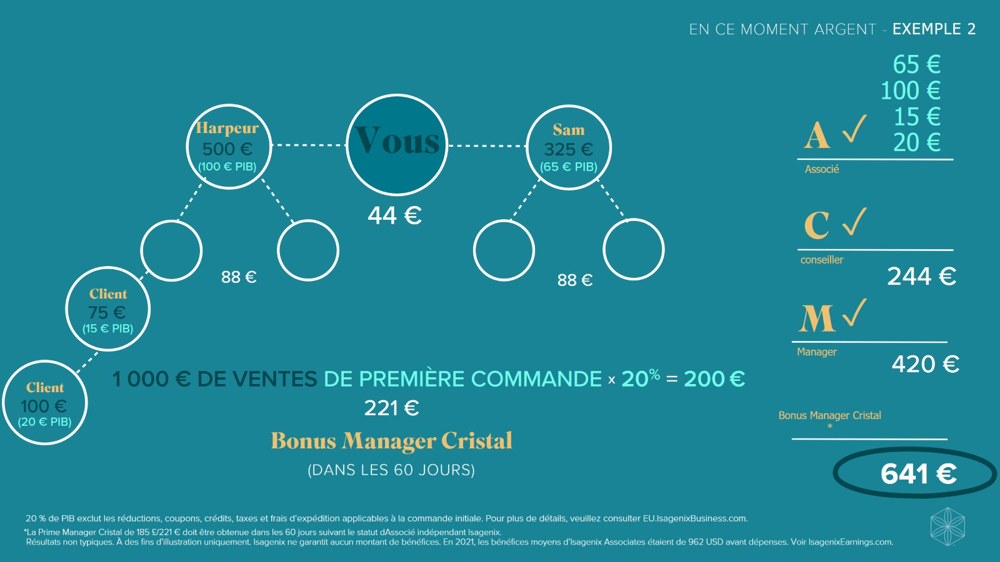 EN CE MOMENT ARGENT - EXEMPLE 2
65 €
100 €
15 €
20 €
A ✓
Associé
Harpeur
500 €
(100 € PIB)
Vous
44 €
Sam
325 €
(65 € PIB)
88 €
88 €
C ✓
conseiller
244 €
Client
75 €
(15 € PIB)
M ✓
Manager
420 €
Client
100 €
(20 € PIB)
1 000 € DE VENTES DE PREMIÈRE COMMANDE x 20% = 200 €
221 €
Bonus Manager Cristal
(DANS LES 60 JOURS)
Bonus Manager Cristal
*
641 €
20 % de PIB exclut les réductions, coupons, crédits, taxes et frais d'expédition applicables à la commande initiale. Pour plus de détails, veuillez consulter EU.IsagenixBusiness.com.
*La Prime Manager Cristal de 185 £/221 € doit être obtenue dans les 60 jours suivant le statut dAssocié indépendant Isagenix.
Résultats non typiques. À des fins d'illustration uniquement. Isagenix ne garantit aucun montant de bénéfices. En 2021, les bénéfices moyens d'Isagenix Associates étaient de 962 USD avant dépenses. Voir IsagenixEarnings.com.